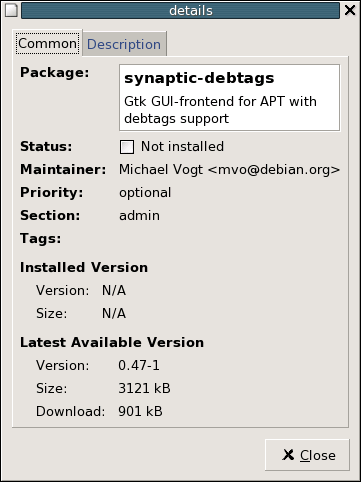 details
Common Description
Package: synaptic-debtags
Gtk GUI-frontend for APT with
debtags support
Status: Not installed
Maintainer: Michael Vogt <mvo@debian.org>
Priority: optional
Section: admin
Tags:
Installed Version
Version: N/A
Size: N/A
Latest Available Version
Version: 0.47-1
Size: 3121 kB
Download: 901 kB
Close